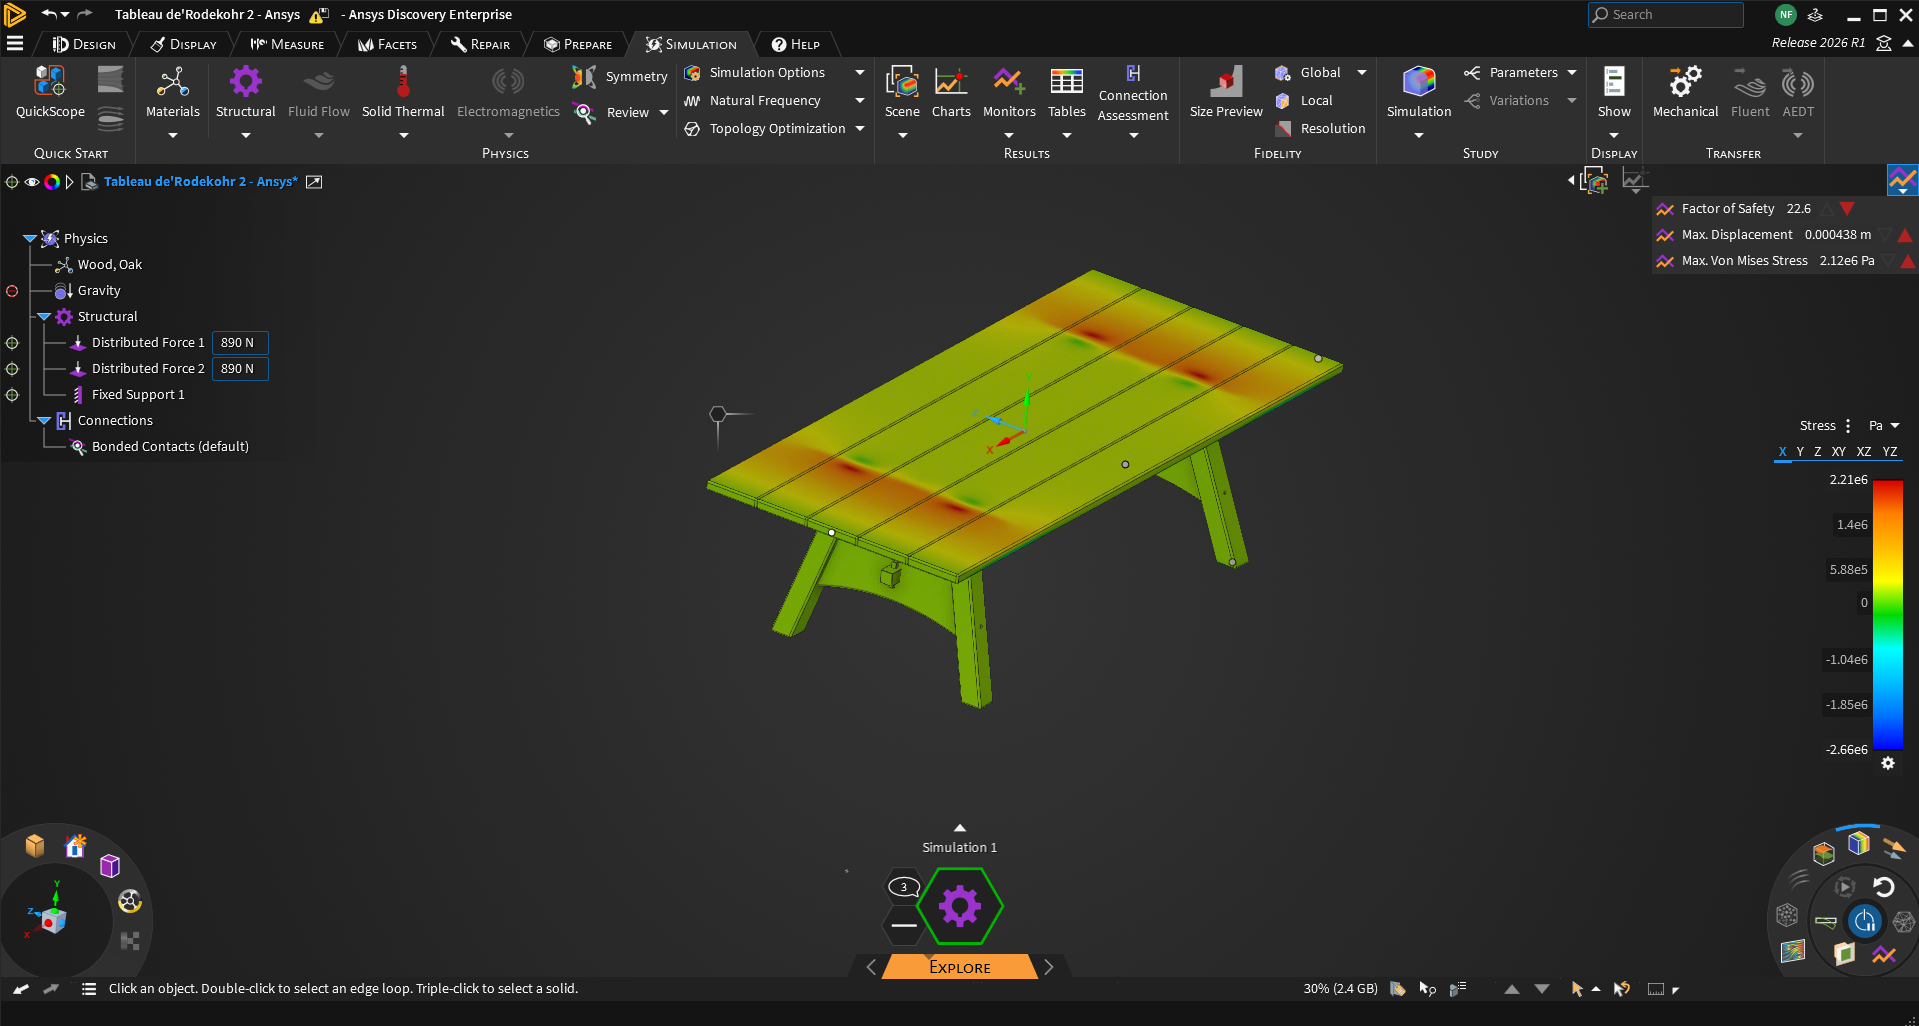 Tableau de'Rodekohr 2 - Ansys - Ansys Discovery Enterprise
Search
NF
Design
Display
Measure
Facets
Repair
Prepare
Simulation
Help
Release 2026 R1
QuickScope
Materials
Structural
Fluid Flow
Solid Thermal
Electromagnetics
Symmetry
Review
Simulation Options
Natural Frequency
Topology Optimization
Scene
Charts
Monitors
Tables
Connection
Assessment
Size Preview
Global
Local
Resolution
Simulation
Parameters
Variations
Show
Mechanical
Fluent
AEDT
Quick Start
Physics
Results
Fidelity
Study
Display
Transfer
Tableau de'Rodekohr 2 - Ansys*
Factor of Safety 22.6
Max. Displacement 0.000438 m
Max. Von Mises Stress 2.12e6 Pa
Physics
Wood, Oak
Gravity
Structural
Distributed Force 1 890 N
Distributed Force 2 890 N
Fixed Support 1
Connections
Bonded Contacts (default)
Y
Z
X
Stress Pa
X Y Z XY XZ YZ
2.21e6
1.4e6
5.88e5
0
-1.04e6
-1.85e6
-2.66e6
Simulation 1
3
Y
Z
X
Explore
Click an object. Double-click to select an edge loop. Triple-click to select a solid.
30% (2.4 GB)